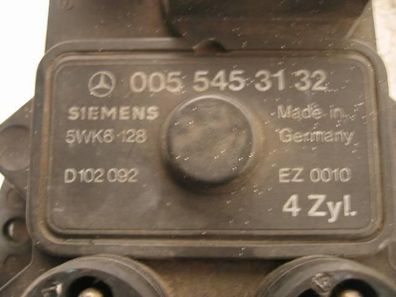 005 545 31 32
SIEMENS Made in
5WK6 128 Germany
D102 092 EZ 0010
4 Zyl.